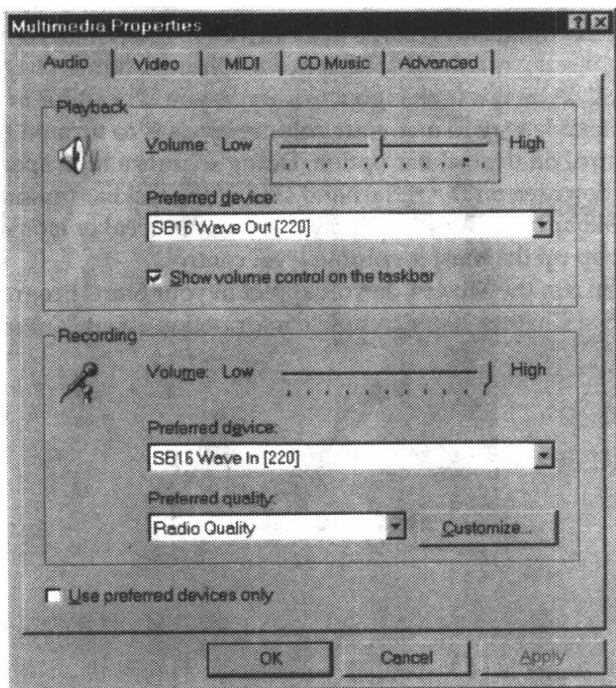 Multimedia Properties
Audio Video MIDI CD Music Advanced
Playback
Volume: Low High
Preferred device:
SB16 Wave Out [220]
Show volume control on the taskbar
Recording
Volume: Low High
Preferred device:
SB16 Wave In [220]
Preferred quality:
Radio Quality Customize...
Use preferred devices only
OK Cancel Apply